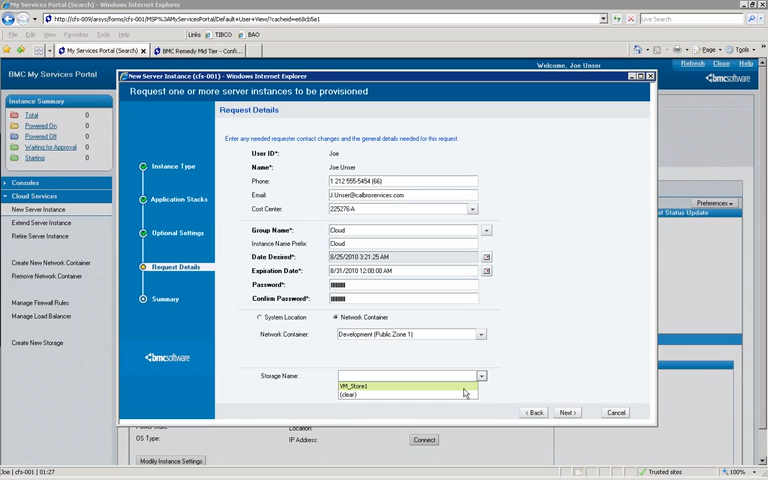 http://cfs-009/arsys/forms/cfs-001/MSP%3AMyServicesPortal/Default+User+View/?cacheid=e68cb5e1
Live Search
File Edit View Favorites Tools Help
Links TIBCO BAO
My Services Portal (Search)
BMC Remedy Mid Tier - Confi...
Page Tools
Welcome, Joe Unser
BMC My Services Portal
Refresh Close Help
bmcsoftware
Instance Summary
Total 0
Powered On 0
Powered Off 0
Waiting for Approval 0
Starting 0
Consoles
Cloud Services
New Server Instance
Extend Server Instance
Retire Server Instance
Create New Network Container
Remove Network Container
Manage Firewall Rules
Manage Load Balancer
Create New Storage
Preferences
st Status Update
New Server Instance (cfs-001) - Windows Internet Explorer
Request one or more server instances to be provisioned
Instance Type
Application Stacks
Optional Settings
Request Details
Summary
bmcsoftware
Request Details
Enter any needed requester contact changes and the general details needed for this request.
User ID*: Joe
Name*: Joe Unser
Phone: 1 212 555-5454 (66)
Email: J.Unser@calbroservices.com
Cost Center: 225276-A
Group Name*: Cloud
Instance Name Prefix: Cloud
Date Desired*: 8/25/2010 3:21:25 AM
Expiration Date*: 8/31/2010 12:00:00 AM
Password*:
Confirm Password*:
System Location Network Container
Network Container: Development (Public Zone 1)
Storage Name:
VM_Store1
(clear)
< Back Next > Cancel
Location:
OS Type: IP Address: Connect
Modify Instance Settings
Joe | cfs-001 | 01:27
Trusted sites
100%